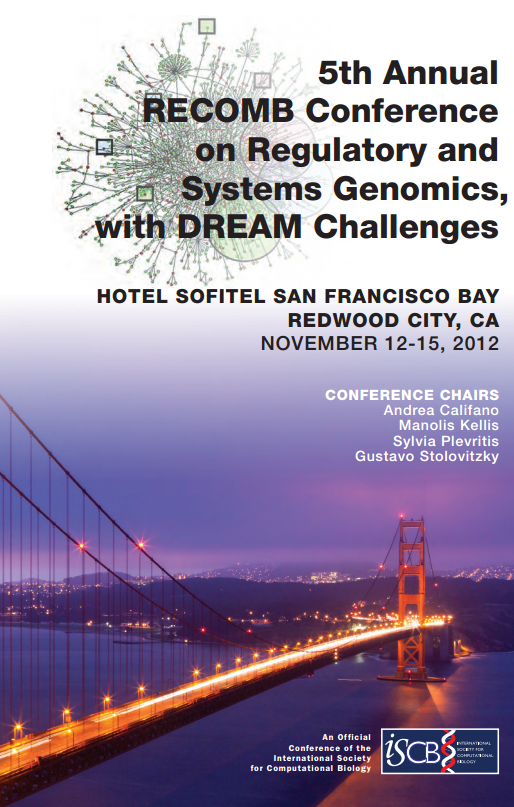 5th Annual
RECOMB Conference
on Regulatory and
Systems Genomics,
with DREAM Challenges
HOTEL SOFITEL SAN FRANCISCO BAY
REDWOOD CITY, CA
NOVEMBER 12-15, 2012
CONFERENCE CHAIRS
Andrea Califano
Manolis Kellis
Sylvia Plevritis
Gustavo Stolovitzky
An Official
Conference of the
International Society
for Computational Biology
iSCB
INTERNATIONAL
SOCIETY FOR
COMPUTATIONAL
BIOLOGY